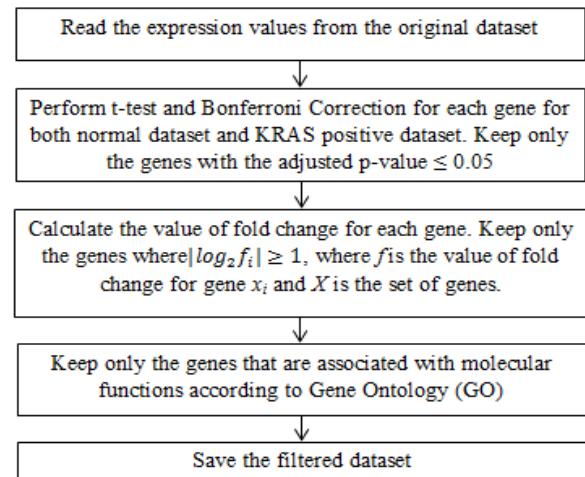 Read the expression values from the original dataset
Perform t-test and Bonferroni Correction for each gene for
both normal dataset and KRAS positive dataset. Keep only
the genes with the adjusted p-value ≤ 0.05
Calculate the value of fold change for each gene. Keep only
the genes where|log₂fᵢ| ≥ 1, where f is the value of fold
change for gene xᵢ and X is the set of genes.
Keep only the genes that are associated with molecular
functions according to Gene Ontology (GO)
Save the filtered dataset